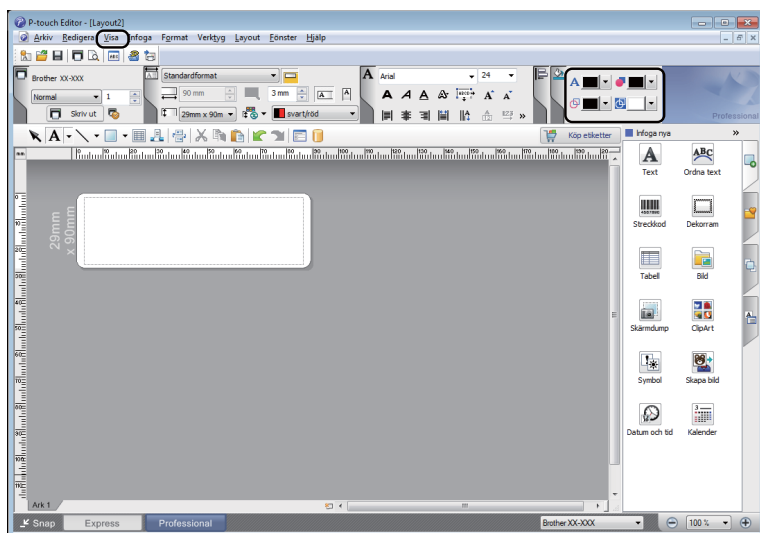 P-touch Editor - [Layout2]
Arkiv Redigera Visa Infoga Format Verktyg Layout Fönster Hjälp
Brother XX-XXX
Normal 1
Skriv ut
Standardformat
90 mm 3 mm
29mm x 90m svart/röd
A Arial 24
Professional
Köp etiketter
Infoga nya
Text Ordna text
Streckkod Dekorram
Tabell Bild
Skärmdump ClipArt
Symbol Skapa bild
Datum och tid Kalender
29mm
x 90mm
Ark 1
Snap Express Professional
Brother XX-XXX 100 %